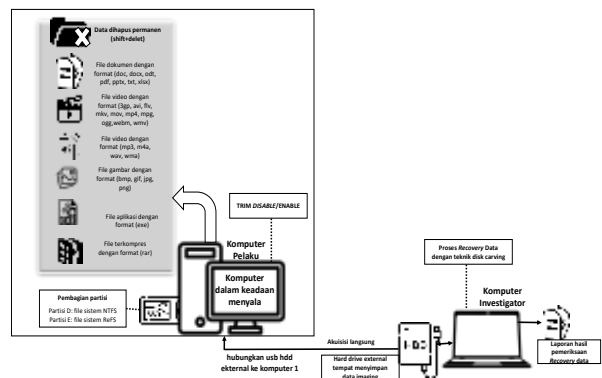 Data dihapus permanen
(shift+delet)
File dokumen dengan
format (doc, docx, odt,
pdf, pptx, txt, xlsx)
File video dengan
format (3gp, avi, flv,
mkv, mov, mp4, mpg,
ogg,webm, wmv)
File video dengan
format (mp3, m4a,
wav, wma)
File gambar dengan
format (bmp, gif, jpg,
png)
File aplikasi dengan
format (exe)
File terkompres
dengan format (rar)
TRIM DISABLE/ENABLE
Komputer
Pelaku
Komputer
dalam keadaan
menyala
Pembagian partisi
Partisi D: file sistem NTFS
Partisi E: file sistem ReFS
Proses Recovery Data
dengan teknik disk carving
Komputer
Investigator
Akuisisi langsung
hubungkan usb hdd
ekternal ke komputer 1
HDD
Hard drive external
tempat menyimpan
data imaging
Laporan hasil
pemeriksaan
Recovery data